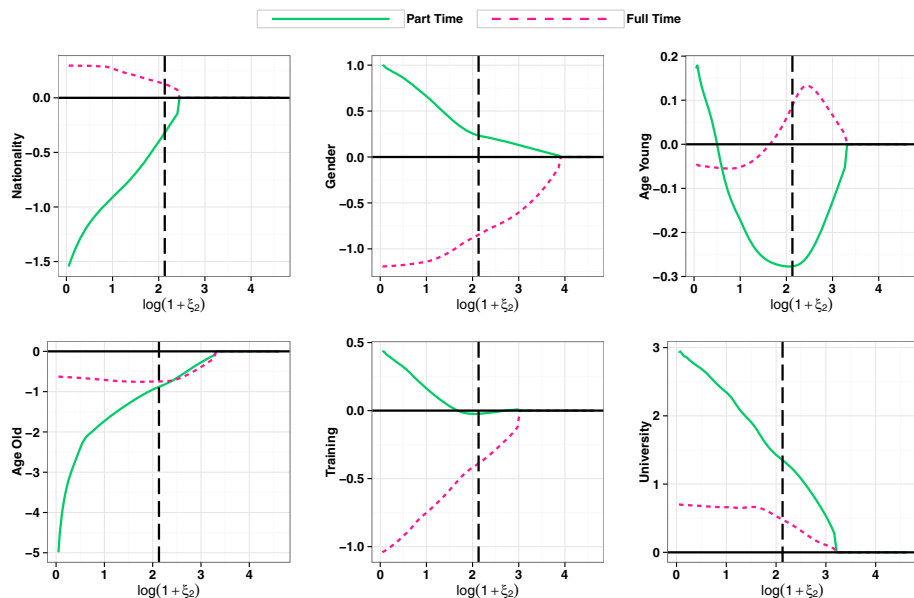 Part Time Full Time
Nationality
0.0
−0.5
−1.0
−1.5
0 1 2 3 4
log(1+ξ₂)
Gender
1.0
0.5
0.0
−0.5
−1.0
0 1 2 3 4
log(1+ξ₂)
Age Young
0.2
0.1
0.0
−0.1
−0.2
−0.3
0 1 2 3 4
log(1+ξ₂)
Age Old
0
−1
−2
−3
−4
−5
0 1 2 3 4
log(1+ξ₂)
Training
0.5
0.0
−0.5
−1.0
0 1 2 3 4
log(1+ξ₂)
University
3
2
1
0
0 1 2 3 4
log(1+ξ₂)